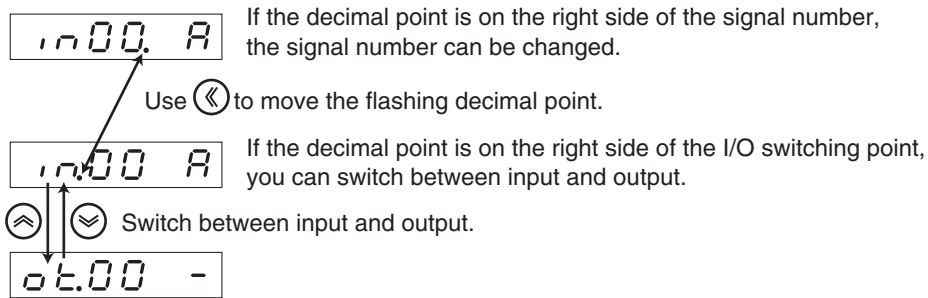 in00. A
If the decimal point is on the right side of the signal number,
the signal number can be changed.
Use « to move the flashing decimal point.
in.00 A
If the decimal point is on the right side of the I/O switching point,
you can switch between input and output.
Switch between input and output.
ot.00 -